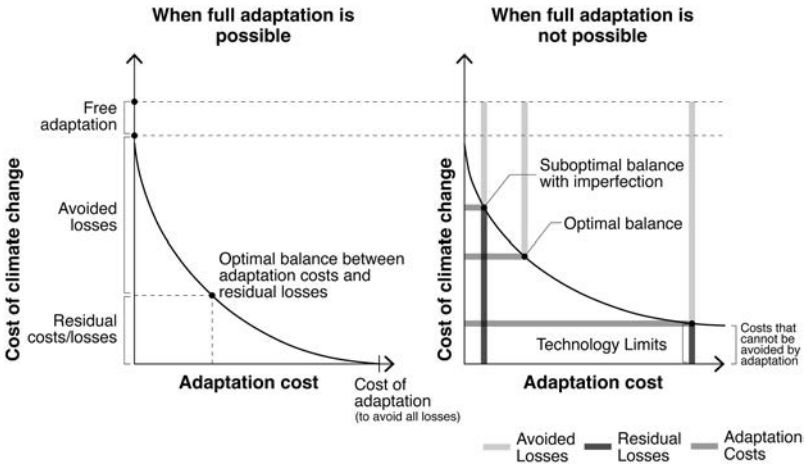 When full adaptation is
possible
Free
adaptation
Avoided
losses
Residual
costs/losses
Cost of climate change
Optimal balance between
adaptation costs and
residual losses
Adaptation cost
Cost of
adaptation
(to avoid all losses)
When full adaptation is
not possible
Cost of climate change
Suboptimal balance
with imperfection
Optimal balance
Technology Limits
Costs that
cannot be
avoided by
adaptation
Adaptation cost
Avoided
Losses
Residual
Losses
Adaptation
Costs